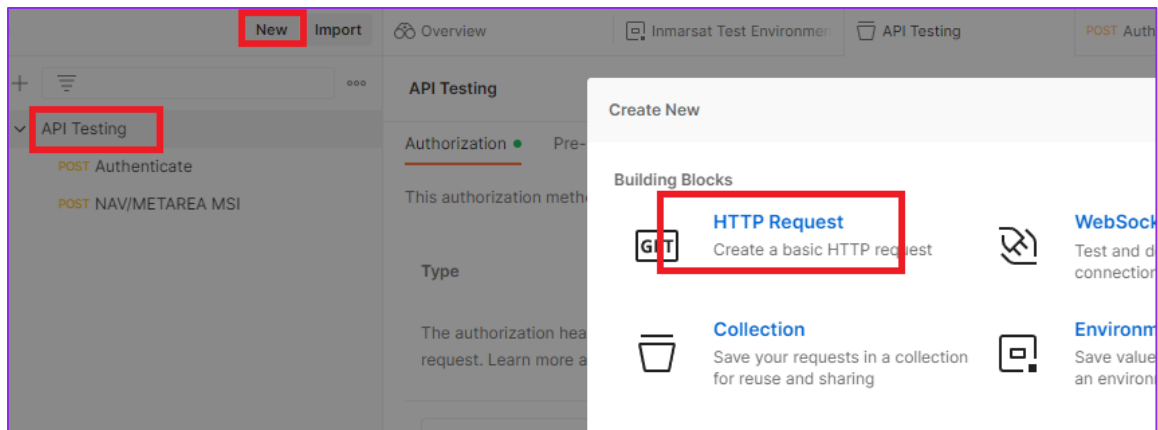 New Import
Overview
Inmarsat Test Environmen
API Testing
POST Auth
API Testing
POST Authenticate
POST NAV/METAREA MSI
API Testing
Authorization Pre-
This authorization meth
Type
The authorization hea
request. Learn more a
Create New
Building Blocks
GET
HTTP Request
Create a basic HTTP request
WebSock
Test and d
connection
Collection
Save your requests in a collection
for reuse and sharing
Environm
Save value
an environ